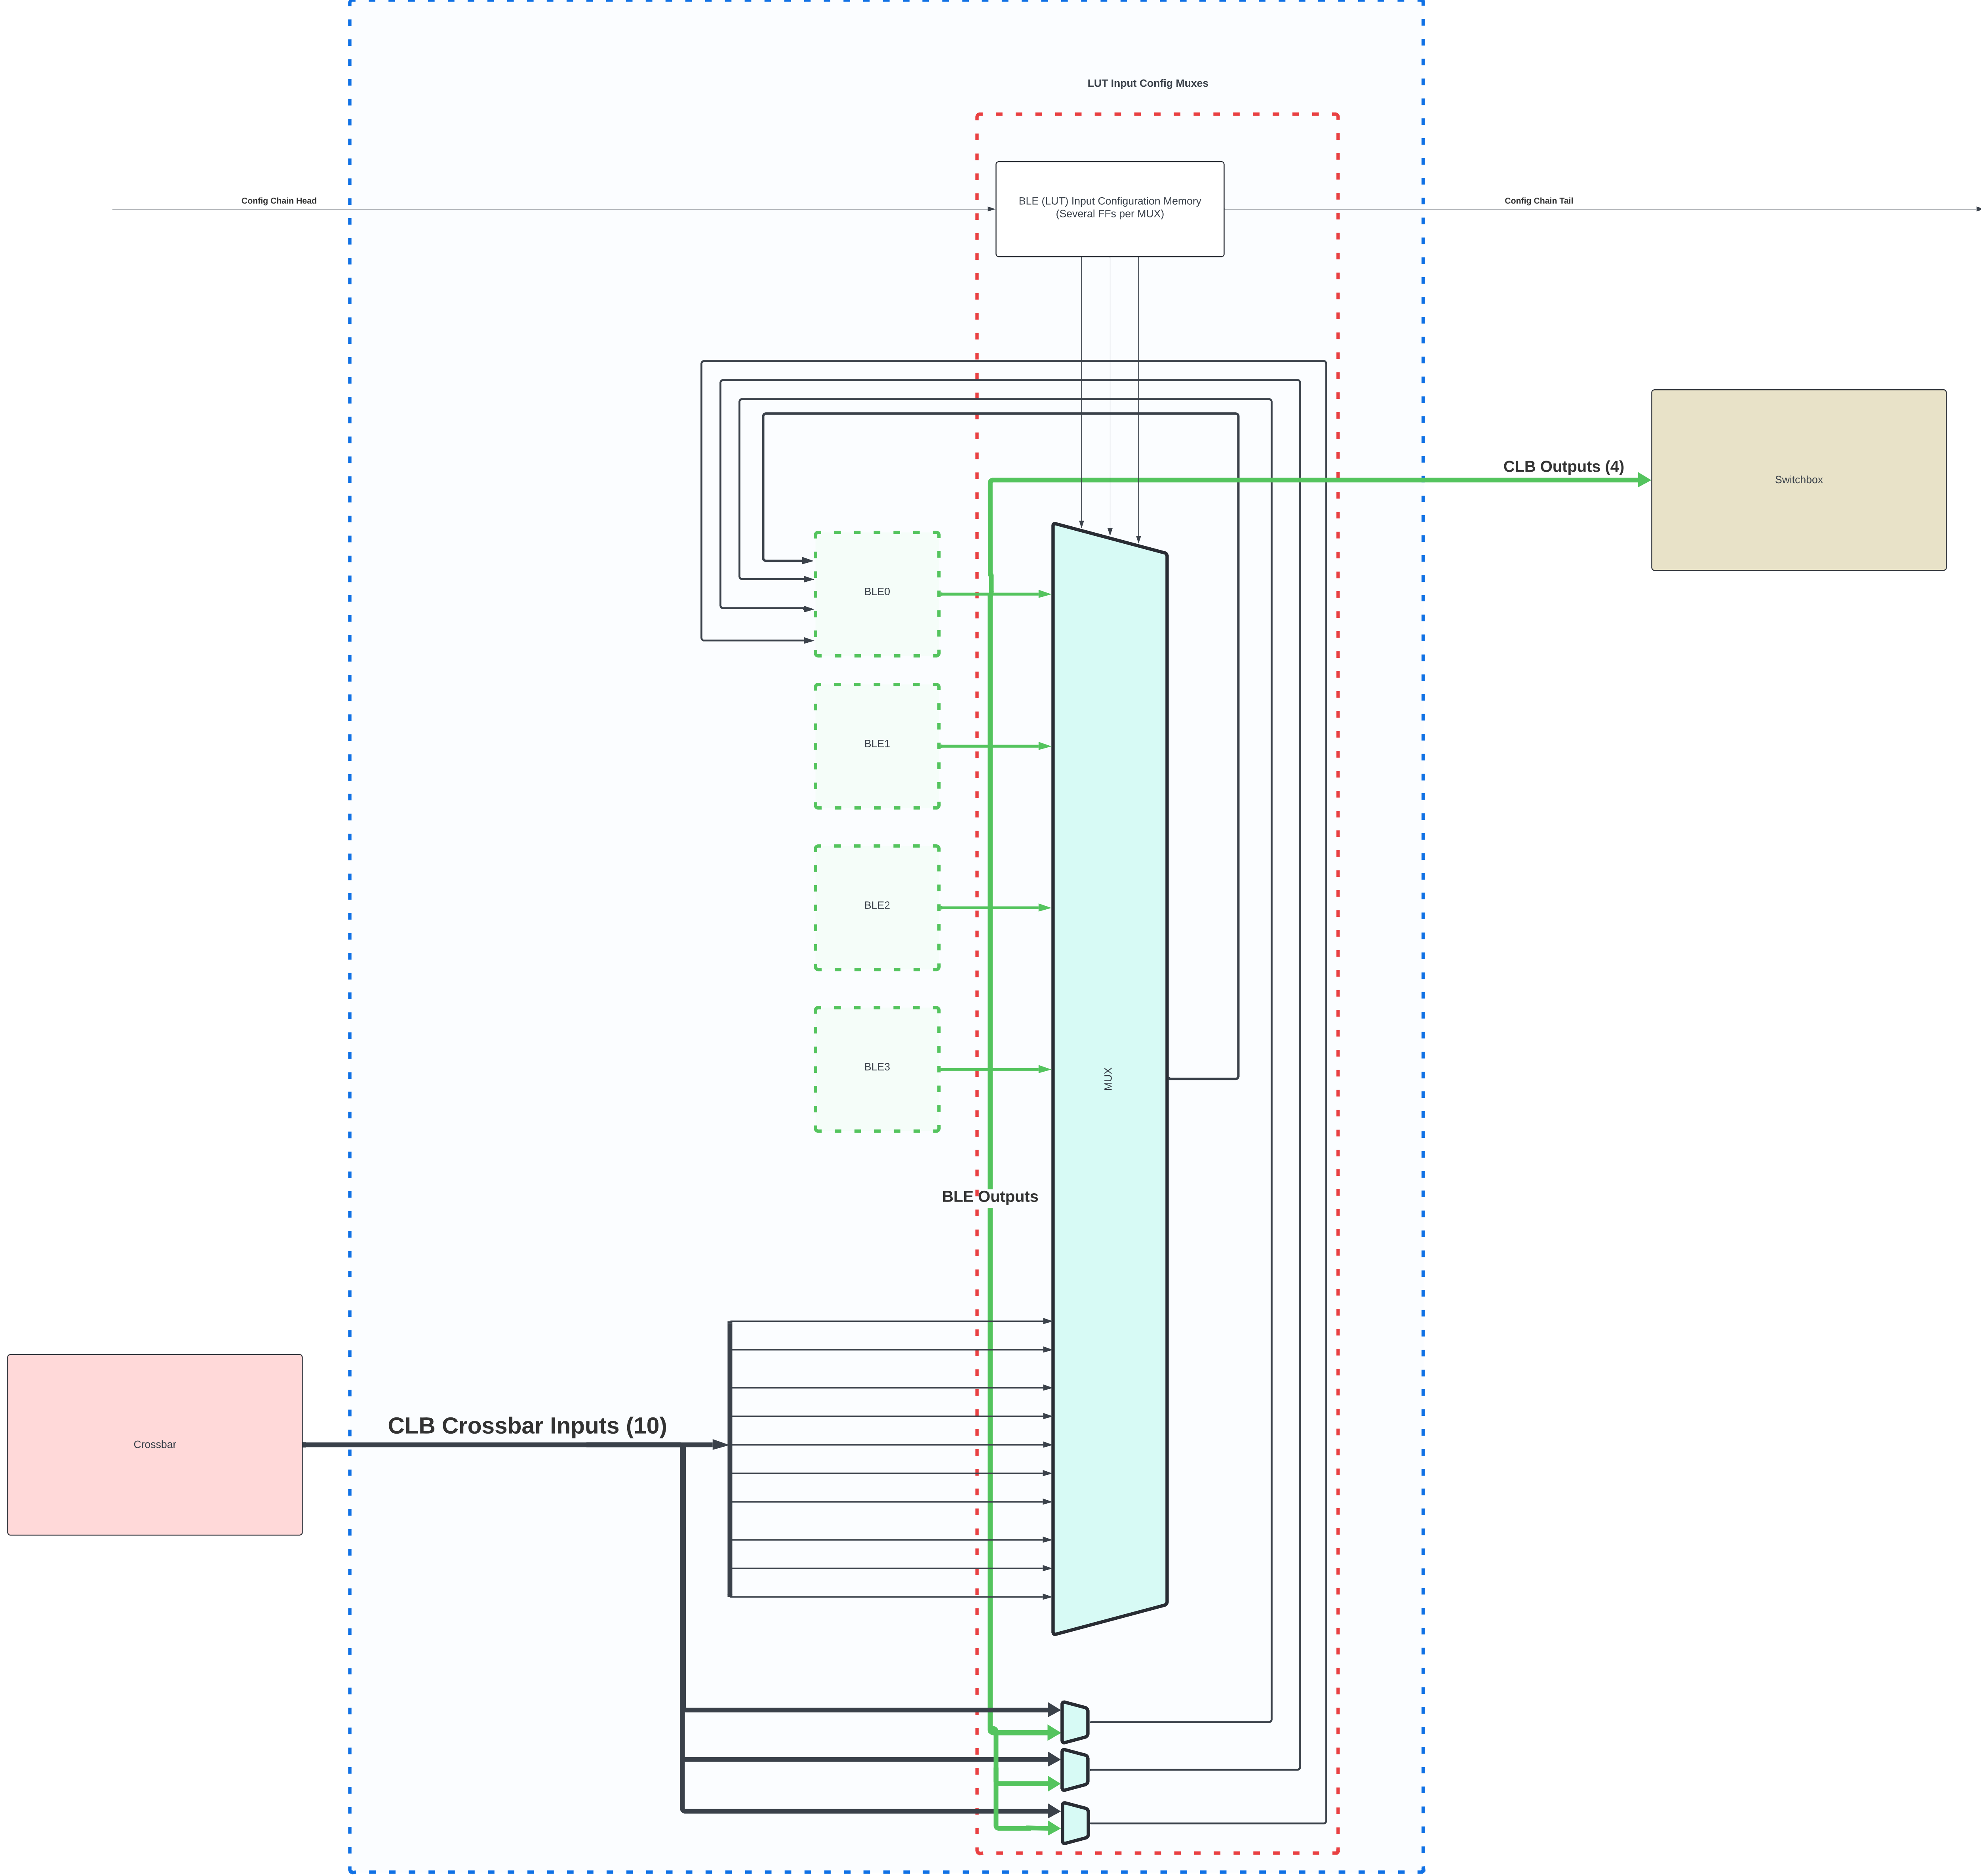 LUT Input Config Muxes
Config Chain Head
BLE (LUT) Input Configuration Memory
(Several FFs per MUX)
Config Chain Tail
CLB Outputs (4)
Switchbox
BLE0
BLE1
BLE2
BLE3
MUX
BLE Outputs
CLB Crossbar Inputs (10)
Crossbar